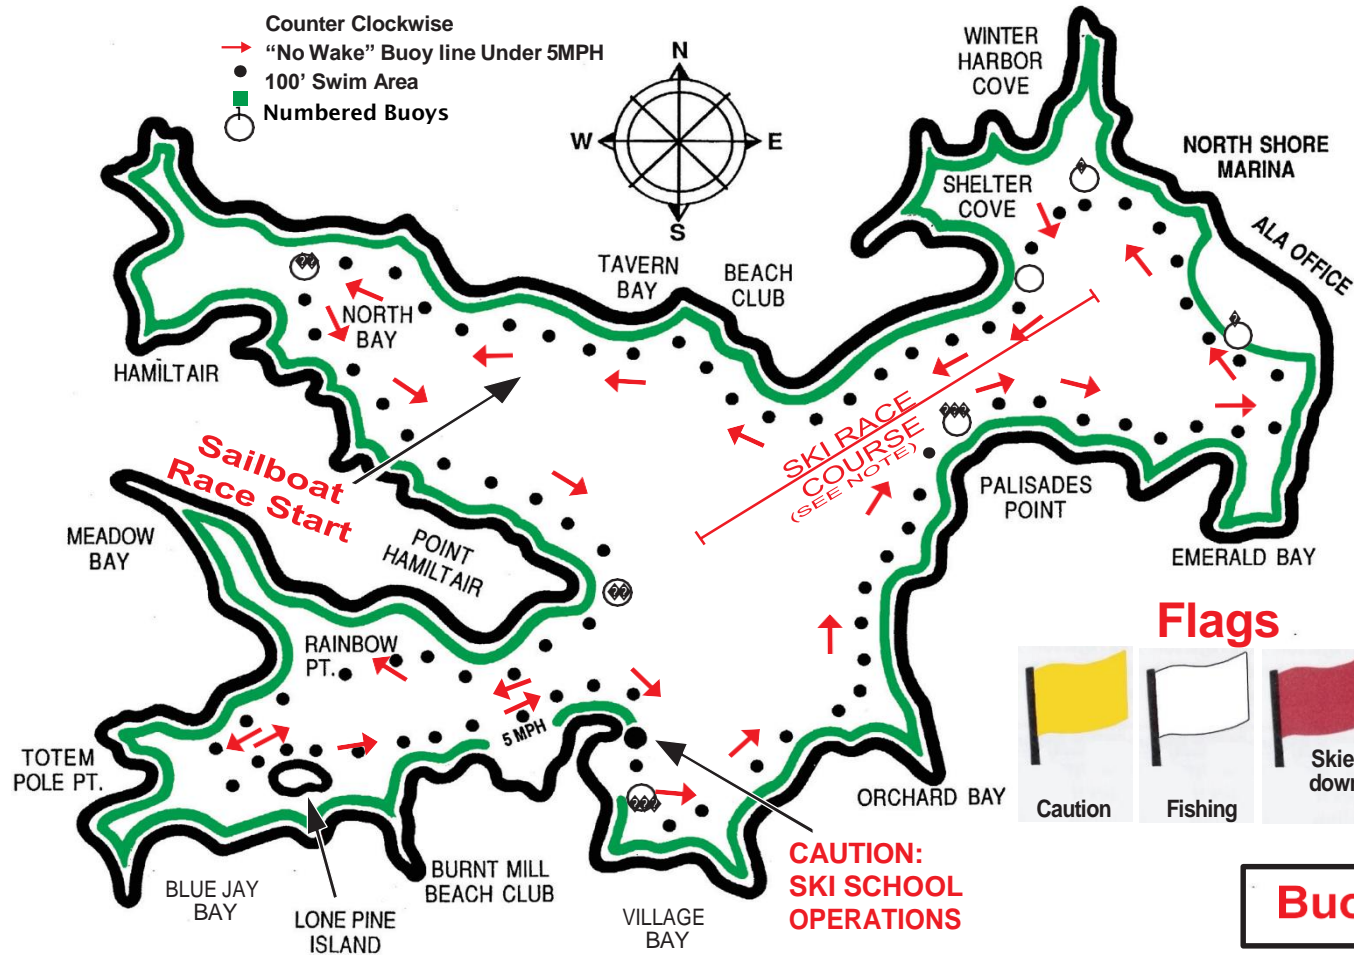 Counter Clockwise
“No Wake” Buoy line Under 5MPH
100’ Swim Area
Numbered Buoys
N
W
E
S
WINTER
HARBOR
COVE
NORTH SHORE
MARINA
SHELTER
COVE
ALA OFFICE
TAVERN
BAY
BEACH
CLUB
NORTH
BAY
HAMILTAIR
SKI RACE
COURSE
(SEE NOTE)
Sailboat
Race Start
PALISADES
POINT
MEADOW
BAY
POINT
HAMILTAIR
EMERALD BAY
Flags
RAINBOW
PT.
5 MPH
TOTEM
POLE PT.
Caution
Fishing
Skie
down
ORCHARD BAY
CAUTION:
SKI SCHOOL
OPERATIONS
BURNT MILL
BEACH CLUB
BLUE JAY
BAY
LONE PINE
ISLAND
VILLAGE
BAY
Buo